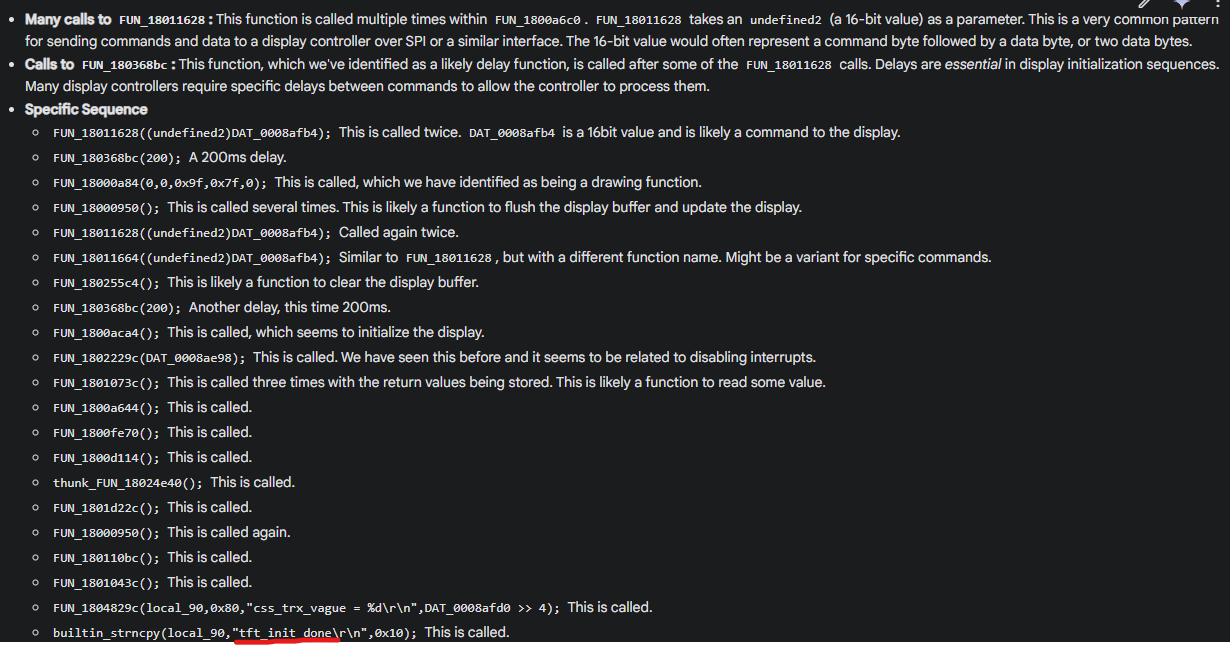 • Many calls to FUN_18011628 : This function is called multiple times within FUN_1800a6c0 . FUN_18011628 takes an undefined2 (a 16-bit value) as a parameter. This is a very common pattern
for sending commands and data to a display controller over SPI or a similar interface. The 16-bit value would often represent a command byte followed by a data byte, or two data bytes.
• Calls to FUN_180368bc : This function, which we've identified as a likely delay function, is called after some of the FUN_18011628 calls. Delays are essential in display initialization sequences.
Many display controllers require specific delays between commands to allow the controller to process them.
• Specific Sequence
○ FUN_18011628((undefined2)DAT_0008afb4); This is called twice. DAT_0008afb4 is a 16bit value and is likely a command to the display.
○ FUN_180368bc(200); A 200ms delay.
○ FUN_18000a84(0,0,0x9f,0x7f,0); This is called, which we have identified as being a drawing function.
○ FUN_18000950(); This is called several times. This is likely a function to flush the display buffer and update the display.
○ FUN_18011628((undefined2)DAT_0008afb4); Called again twice.
○ FUN_18011664((undefined2)DAT_0008afb4); Similar to FUN_18011628 , but with a different function name. Might be a variant for specific commands.
○ FUN_180255c4(); This is likely a function to clear the display buffer.
○ FUN_180368bc(200); Another delay, this time 200ms.
○ FUN_1800aca4(); This is called, which seems to initialize the display.
○ FUN_1802229c(DAT_0008ae98); This is called. We have seen this before and it seems to be related to disabling interrupts.
○ FUN_1801073c(); This is called three times with the return values being stored. This is likely a function to read some value.
○ FUN_1800a644(); This is called.
○ FUN_1800fe70(); This is called.
○ FUN_1800d114(); This is called.
○ thunk_FUN_18024e40(); This is called.
○ FUN_1801d22c(); This is called.
○ FUN_18000950(); This is called again.
○ FUN_180110bc(); This is called.
○ FUN_1801043c(); This is called.
○ FUN_1804829c(local_90,0x80,"css_trx_vague = %d\r\n",DAT_0008afd0 >> 4); This is called.
○ builtin_strncpy(local_90,"tft_init done\r\n",0x10); This is called.